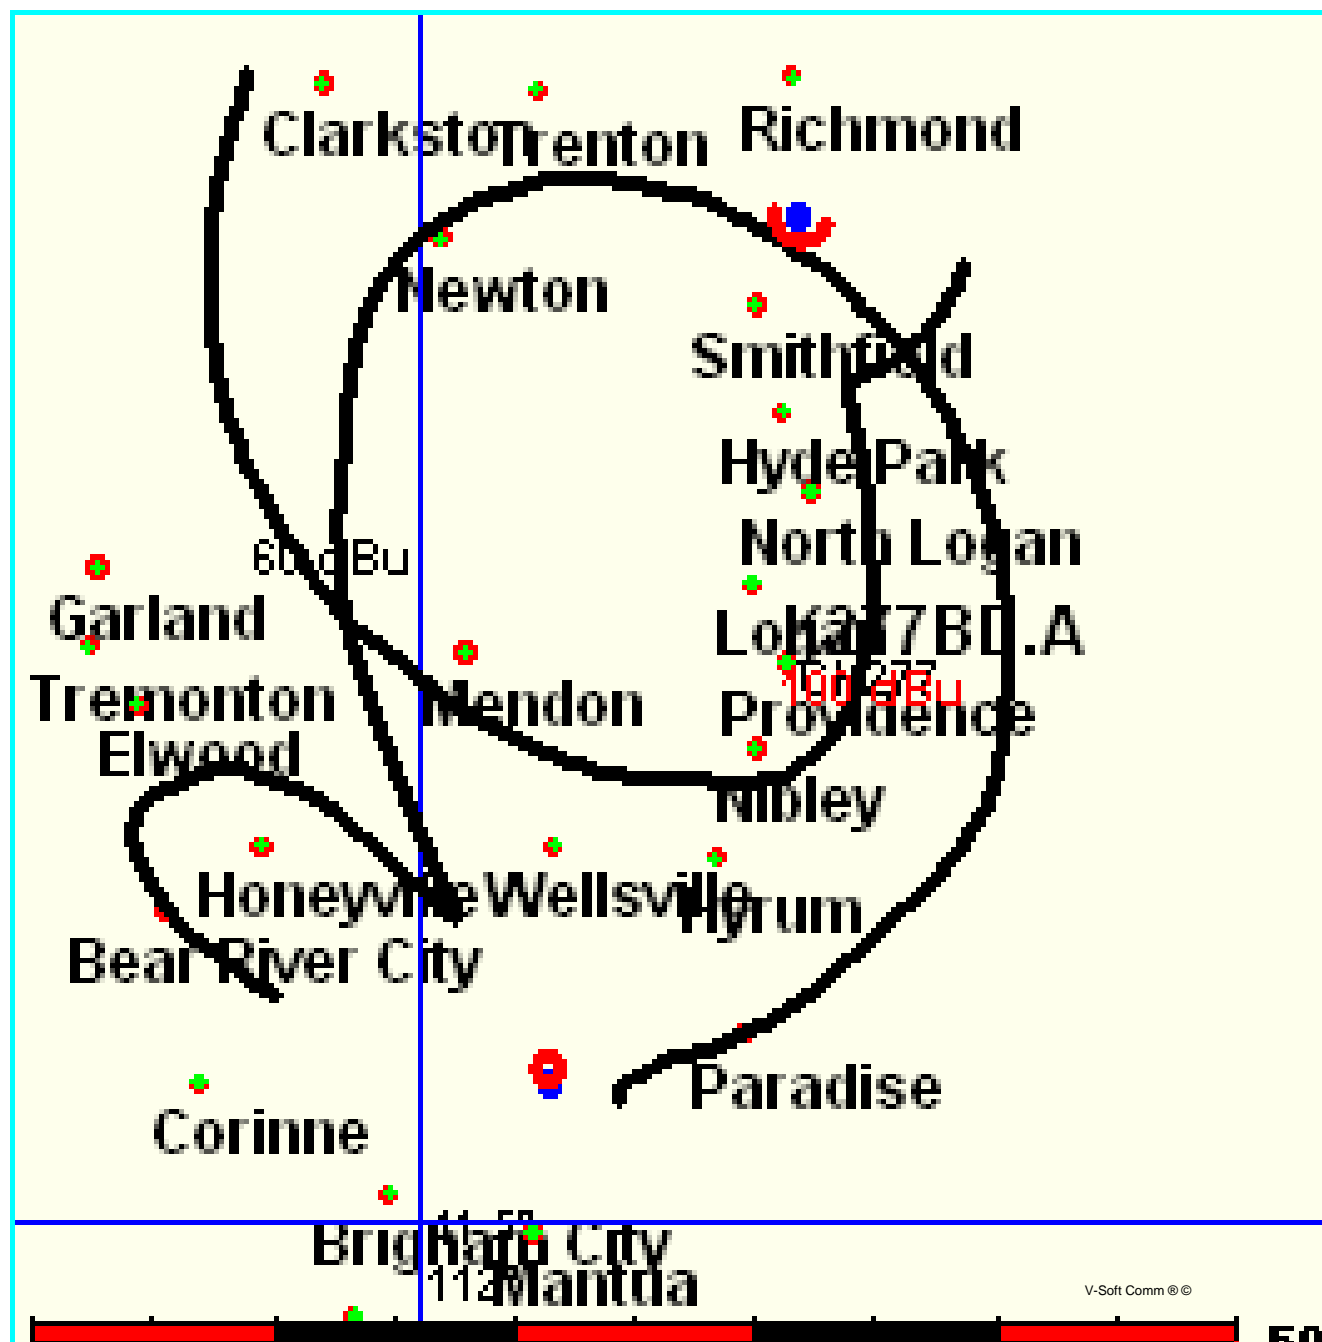 Clarkston
Trenton
Richmond
Newton
Smithfield
Hyde Park
North Logan
60 dBu
Garland
Logan
K277BD.A
Tremonton
Mendon
100 dBu
Providence
Elwood
Nibley
Honeyville
Wellsville
Hyrum
Bear River City
Paradise
Corinne
Brigham City
Mantua
V-Soft Comm ® ©